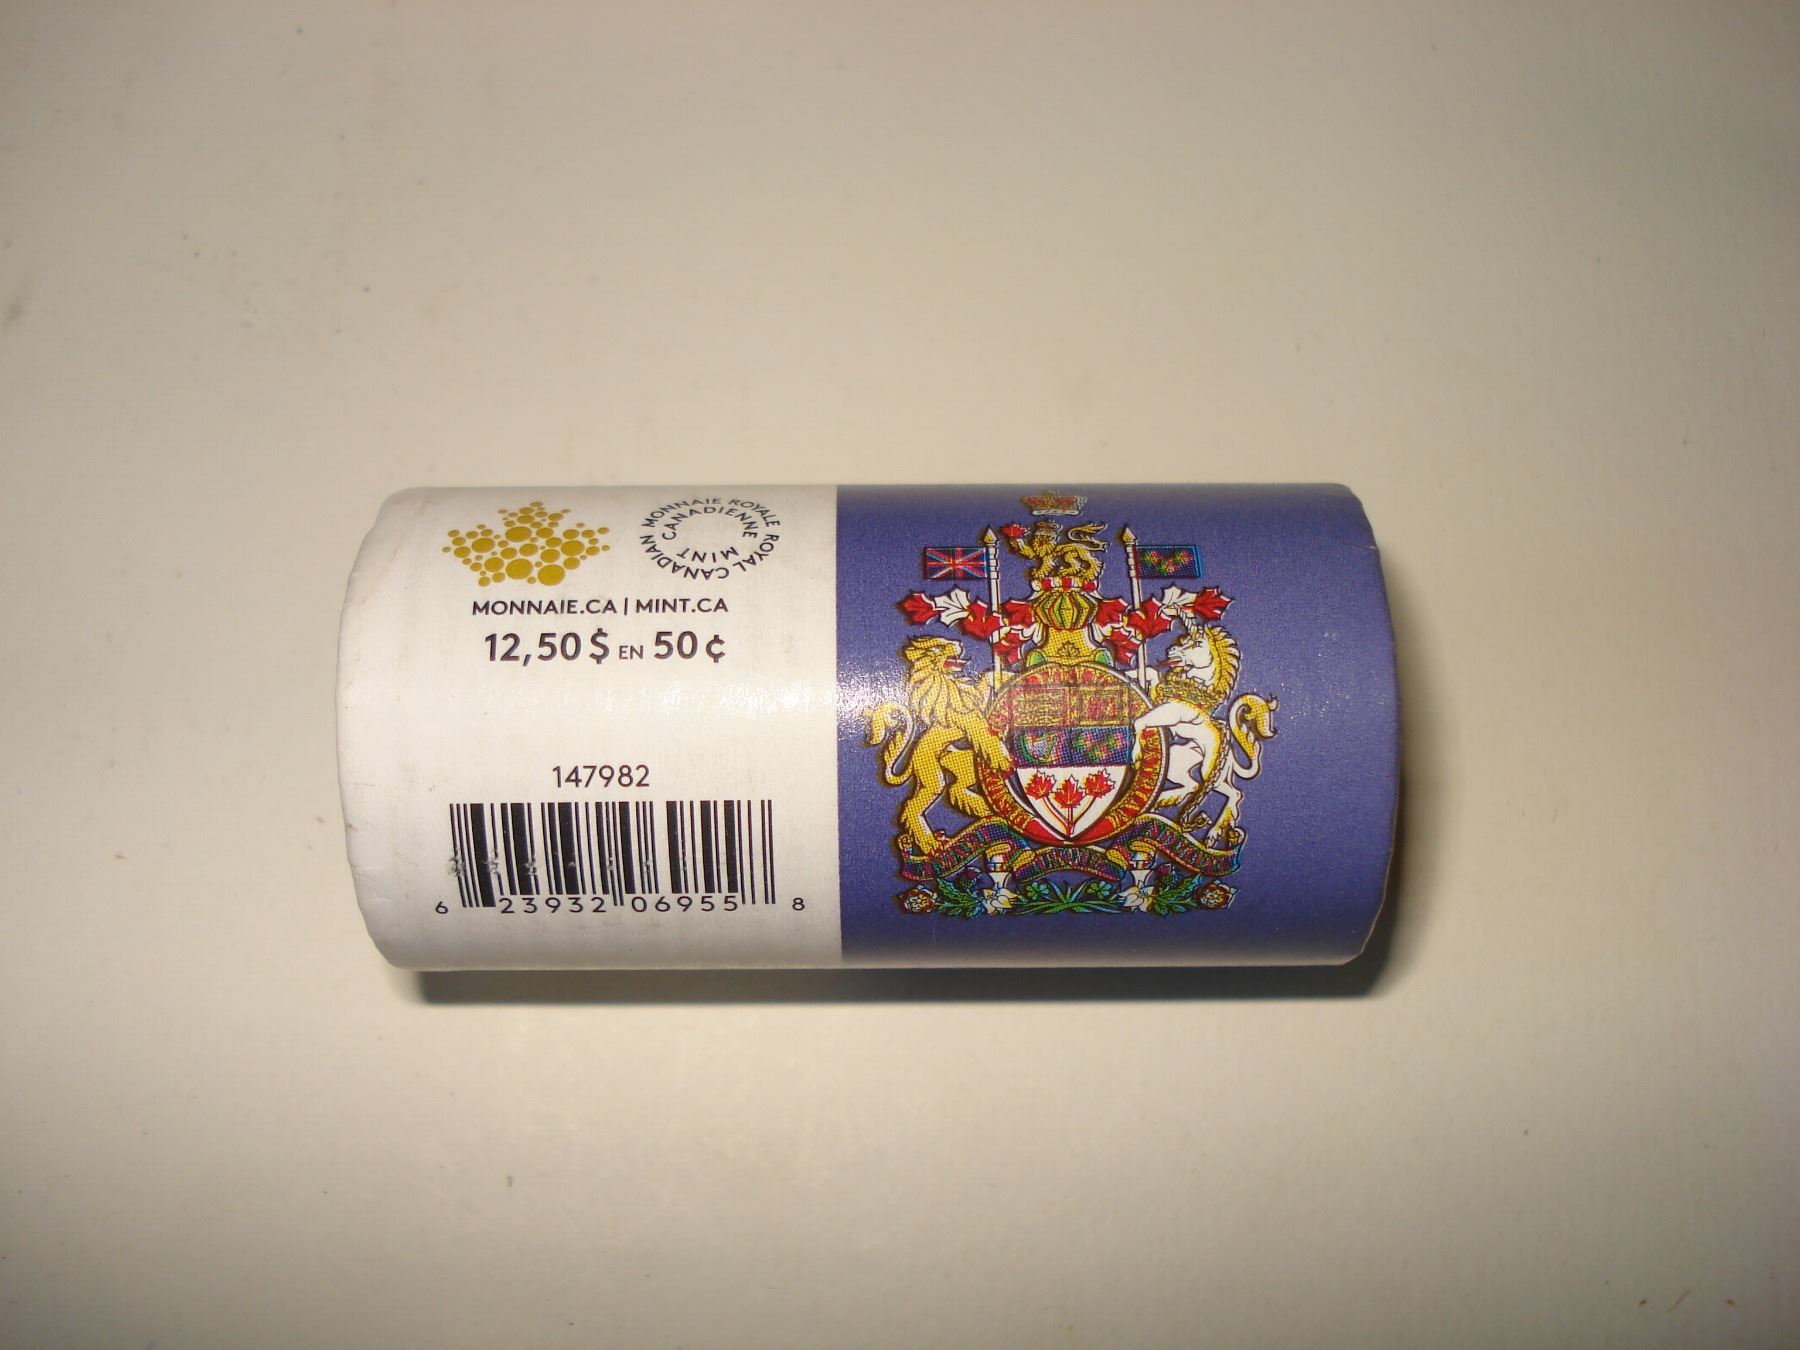 MONNAIE ROYALE CANADIENNE
ROYAL CANADIAN MINT
MONNAIE.CA | MINT.CA
12,50 $ EN 50 ¢
147982
6 23932 06955 8